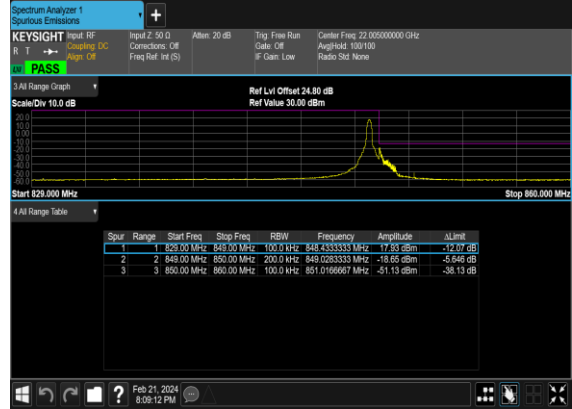 Spectrum Analyzer 1
Spurious Emissions
+
KEYSIGHT Input: RF Input Z: 50 Ω Atten: 20 dB Trig: Free Run Center Freq: 22.005000000 GHz
R T Coupling: DC Corrections: Off Gate: Off Avg|Hold: 100/100
Align: Off Freq Ref: Int (S) IF Gain: Low Radio Std: None
PASS
3 All Range Graph
Ref Lvl Offset 24.80 dB
Scale/Div 10.0 dB Ref Value 30.00 dBm
20.0
10.0
0.00
-10.0
-20.0
-30.0
-40.0
-50.0
-60.0
Start 829.000 MHz Stop 860.000 MHz
4 All Range Table
Spur Range Start Freq Stop Freq RBW Frequency Amplitude ΔLimit
1 1 829.00 MHz 849.00 MHz 100.0 kHz 848.4333333 MHz 17.93 dBm -12.07 dB
2 2 849.00 MHz 850.00 MHz 200.0 kHz 849.0283333 MHz -18.65 dBm -5.646 dB
3 3 850.00 MHz 860.00 MHz 100.0 kHz 851.0166667 MHz -51.13 dBm -38.13 dB
? Feb 21, 2024
8:09:12 PM